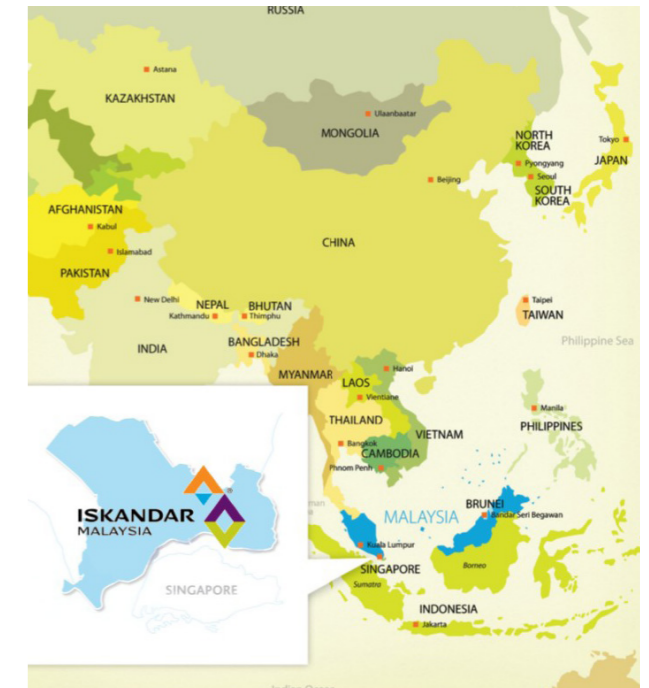 RUSSIA
Astana
KAZAKHSTAN
Ulaanbaatar
MONGOLIA
NORTH
KOREA
Tokyo
Pyongyang
JAPAN
Beijing
Seoul
SOUTH
KOREA
AFGHANISTAN
Kabul
CHINA
Islamabad
PAKISTAN
New Delhi
NEPAL
BHUTAN
Taipei
Kathmandu
Thimphu
TAIWAN
BANGLADESH
Philippine Sea
INDIA
Dhaka
Hanoi
MYANMAR
LAOS
Vientiane
Manila
THAILAND
PHILIPPINES
VIETNAM
Bangkok
CAMBODIA
Phnom Penh
BRUNEI
MALAYSIA
Bandar Seri Begawan
ISKANDAR
MALAYSIA
Kuala Lumpur
SINGAPORE
Borneo
Sumatra
SINGAPORE
INDONESIA
Jakarta